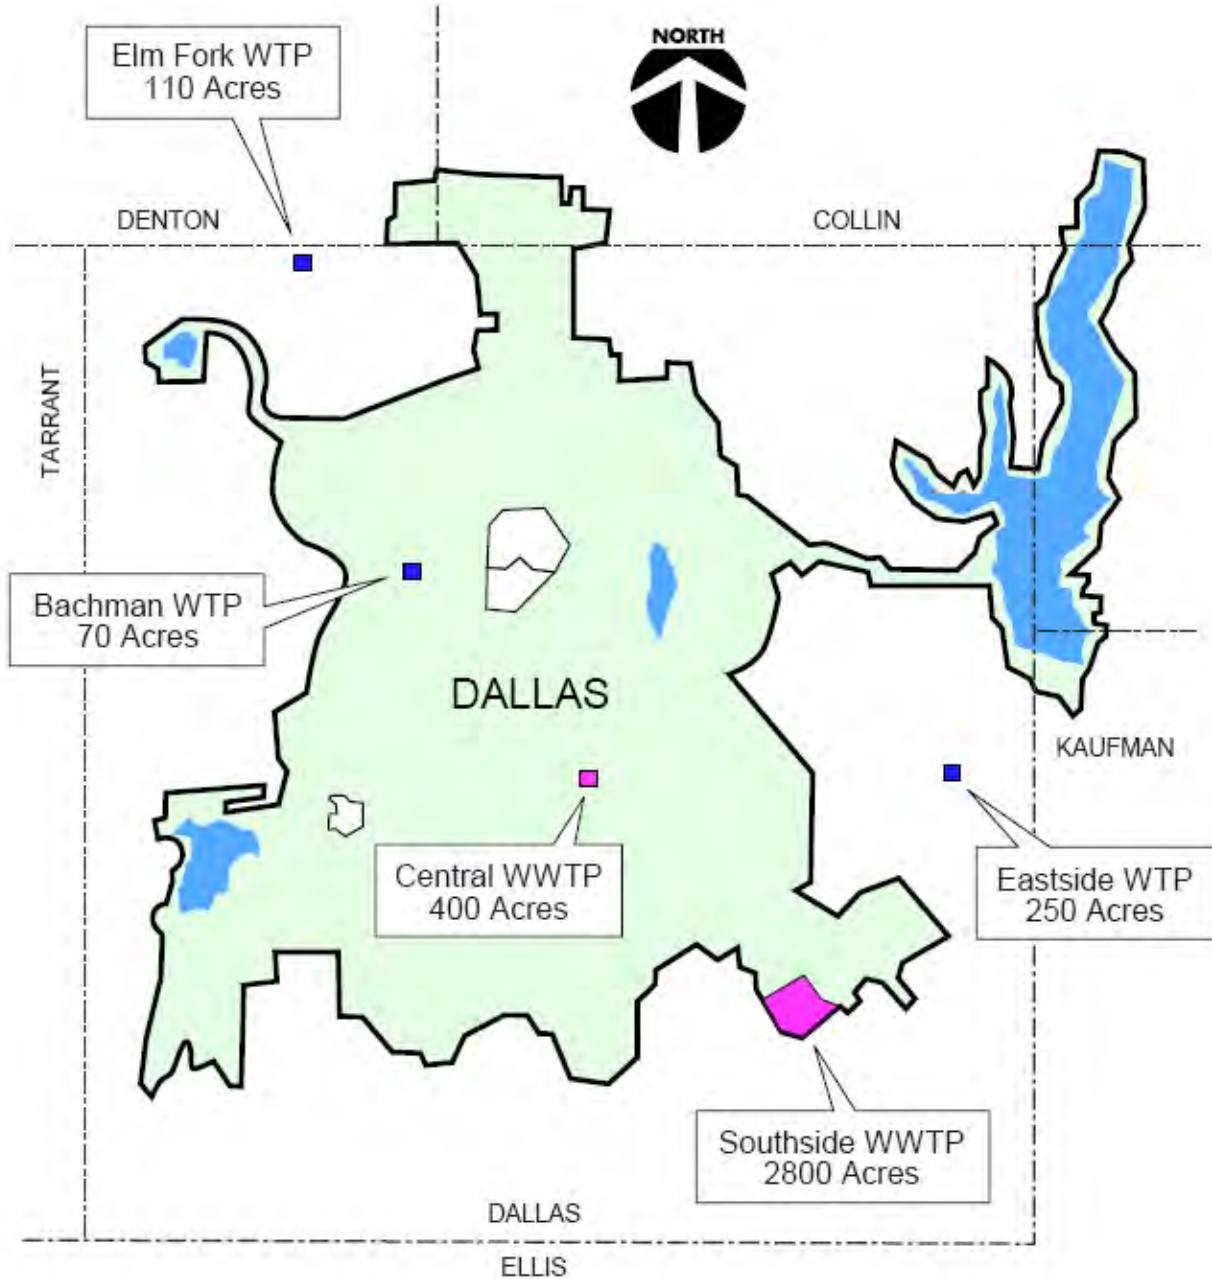 NORTH
Elm Fork WTP
110 Acres
DENTON
COLLIN
TARRANT
Bachman WTP
70 Acres
DALLAS
KAUFMAN
Central WWTP
400 Acres
Eastside WTP
250 Acres
Southside WWTP
2800 Acres
DALLAS
ELLIS